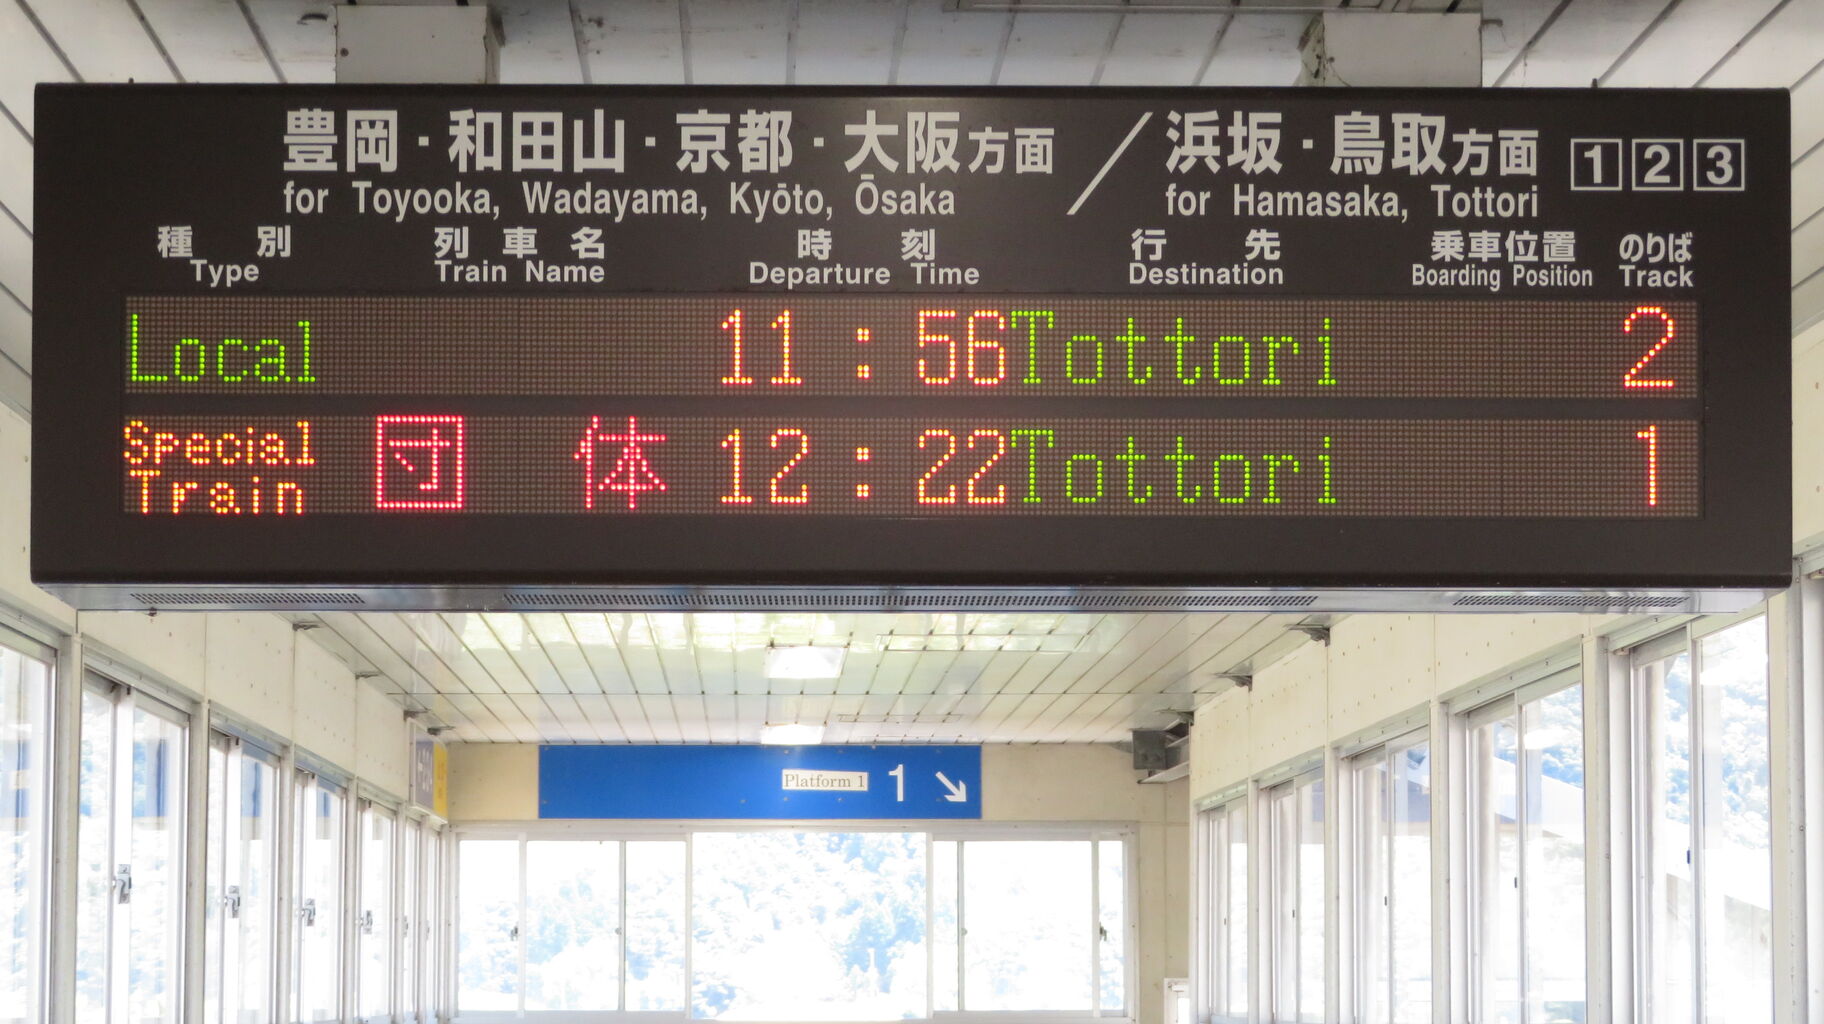 豊岡・和田山・京都・大阪方面 ／ 浜坂・鳥取方面 1 2 3
for Toyooka, Wadayama, Kyōto, Ōsaka for Hamasaka, Tottori
種別 列車名 時刻 行先 乗車位置 のりば
Type Train Name Departure Time Destination Boarding Position Track
Local 11:56 Tottori 2
Special Train 団体 12:22 Tottori 1
Platform 1 1 ↘